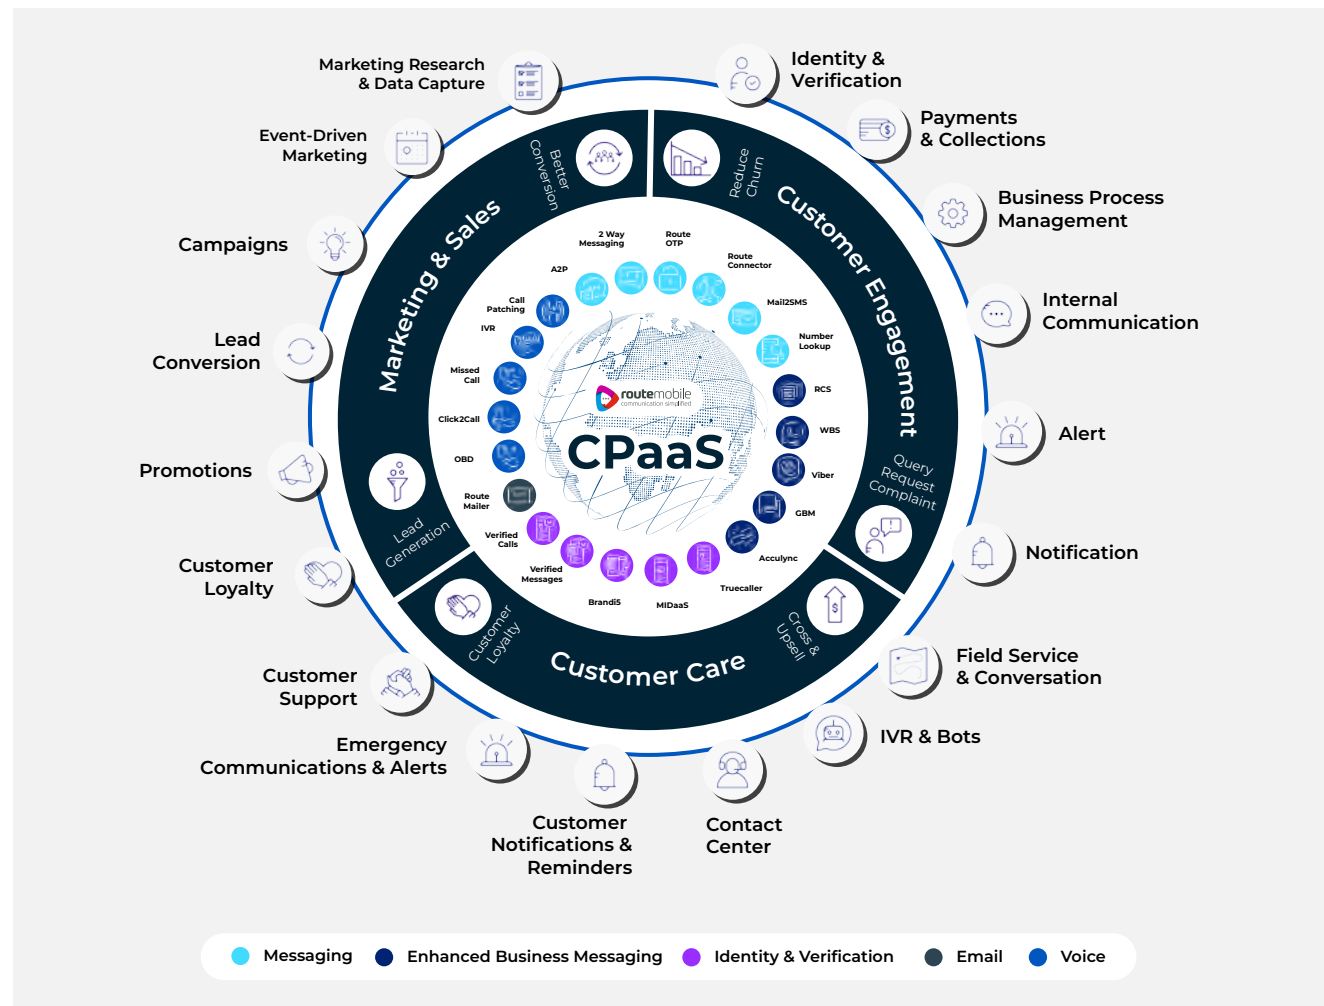 Marketing Research
& Data Capture
Event-Driven
Marketing
Campaigns
Lead
Conversion
Promotions
Customer
Loyalty
Customer
Support
Emergency
Communications & Alerts
Customer
Notifications &
Reminders
Contact
Center
IVR & Bots
Field Service
& Conversation
Notification
Alert
Internal
Communication
Business Process
Management
Payments
& Collections
Identity &
Verification
Marketing & Sales
Better
Conversion
Lead
Generation
Customer Engagement
Reduce
Churn
Query
Request
Complaint
Customer Care
Customer
Loyalty
Cross &
Upsell
2 Way
Messaging
Route
OTP
Route
Connector
Mail2SMS
Number
Lookup
RCS
WBS
Viber
GBM
Acculync
Truecaller
MIDaaS
Brandi5
Verified
Messages
Verified
Calls
Route
Mailer
OBD
Click2Call
Missed
Call
IVR
Call
Patching
A2P
routemobile
communication simplified
CPaaS
Messaging
Enhanced Business Messaging
Identity & Verification
Email
Voice